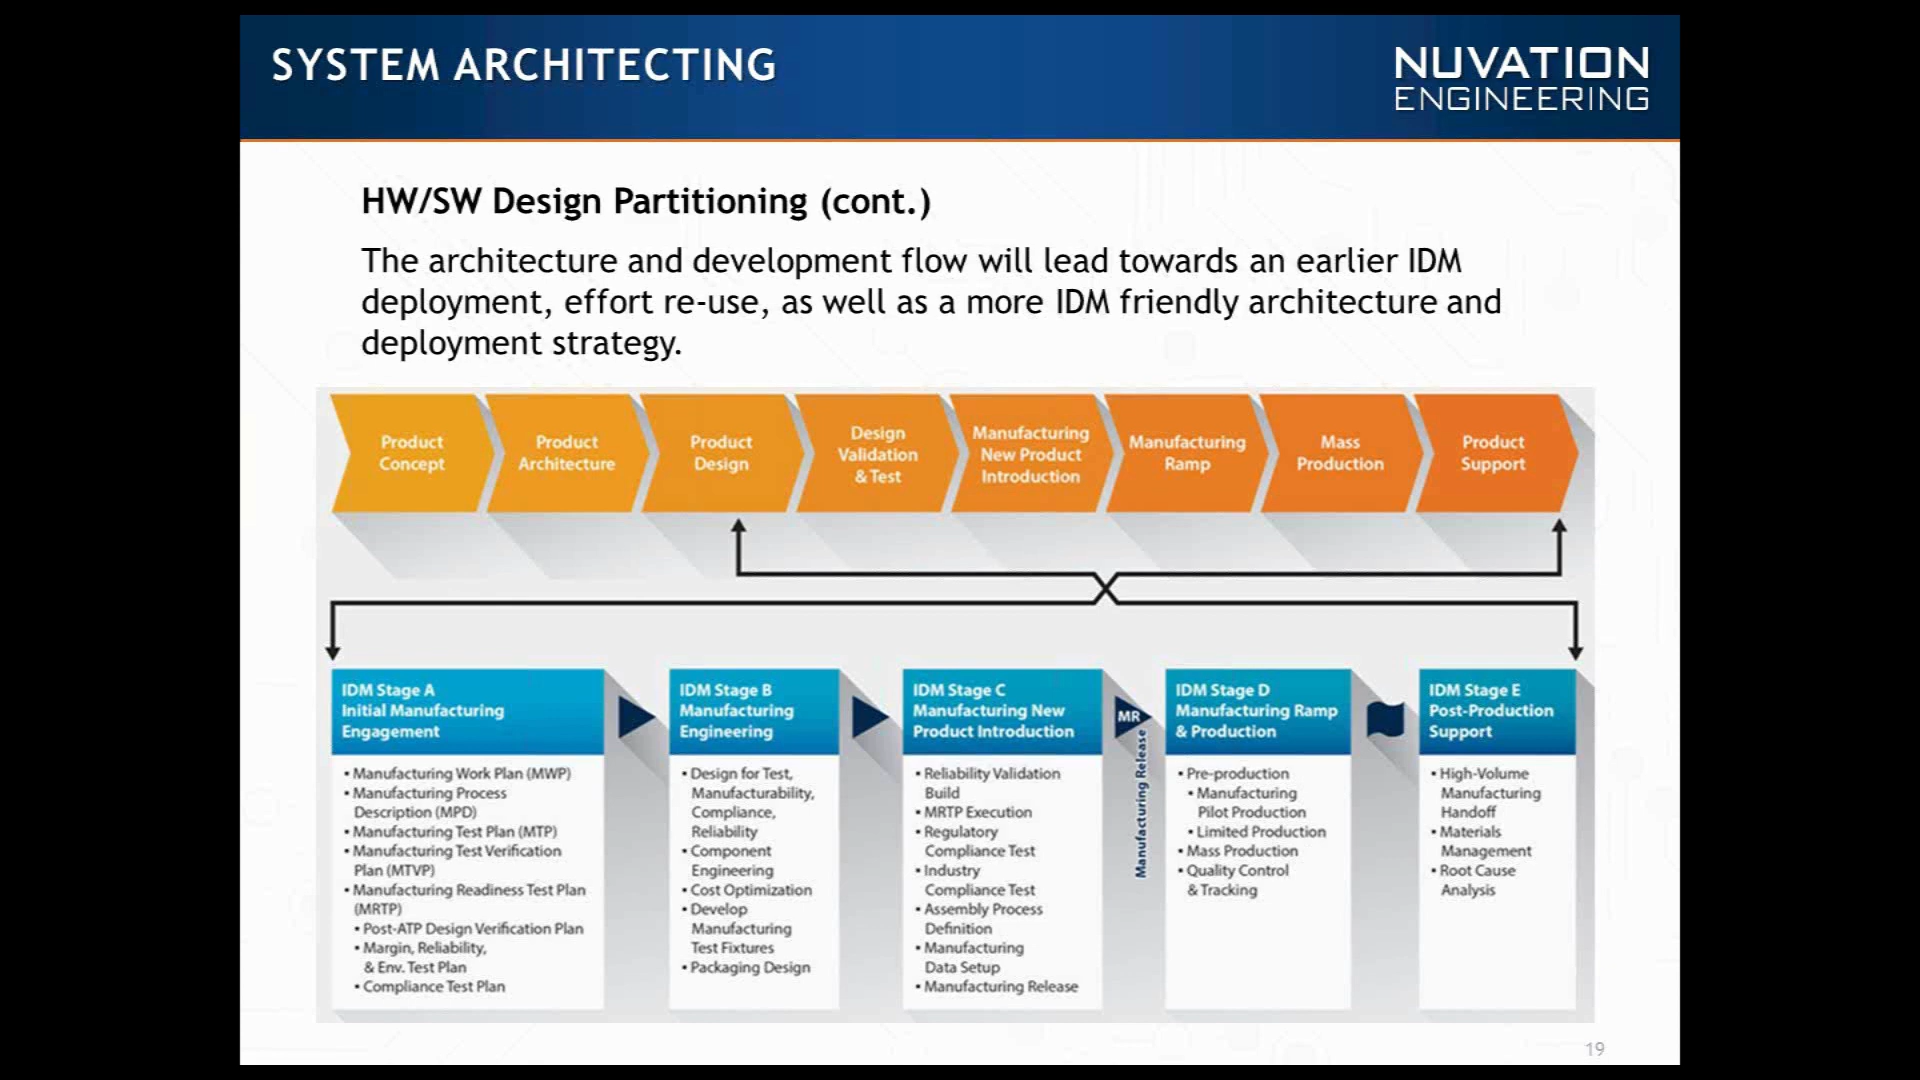 SYSTEM ARCHITECTING
NUVATION
ENGINEERING
HW/SW Design Partitioning (cont.)
The architecture and development flow will lead towards an earlier IDM
deployment, effort re-use, as well as a more IDM friendly architecture and
deployment strategy.
Product
Concept
Product
Architecture
Product
Design
Design
Validation
& Test
Manufacturing
New Product
Introduction
Manufacturing
Ramp
Mass
Production
Product
Support
IDM Stage A
Initial Manufacturing
Engagement
• Manufacturing Work Plan (MWP)
• Manufacturing Process
Description (MPD)
• Manufacturing Test Plan (MTP)
• Manufacturing Test Verification
Plan (MTVP)
• Manufacturing Readiness Test Plan
(MRTP)
• Post-ATP Design Verification Plan
• Margin, Reliability,
& Env. Test Plan
• Compliance Test Plan
IDM Stage B
Manufacturing
Engineering
• Design for Test,
Manufacturability,
Compliance,
Reliability
• Component
Engineering
• Cost Optimization
• Develop
Manufacturing
Test Fixtures
• Packaging Design
IDM Stage C
Manufacturing New
Product Introduction
• Reliability Validation
Build
• MRTP Execution
• Regulatory
Compliance Test
• Industry
Compliance Test
• Assembly Process
Definition
• Manufacturing
Data Setup
• Manufacturing Release
MR
Manufacturing Release
IDM Stage D
Manufacturing Ramp
& Production
• Pre-production
• Manufacturing
Pilot Production
• Limited Production
• Mass Production
• Quality Control
& Tracking
IDM Stage E
Post-Production
Support
• High-Volume
Manufacturing
Handoff
• Materials
Management
• Root Cause
Analysis
19